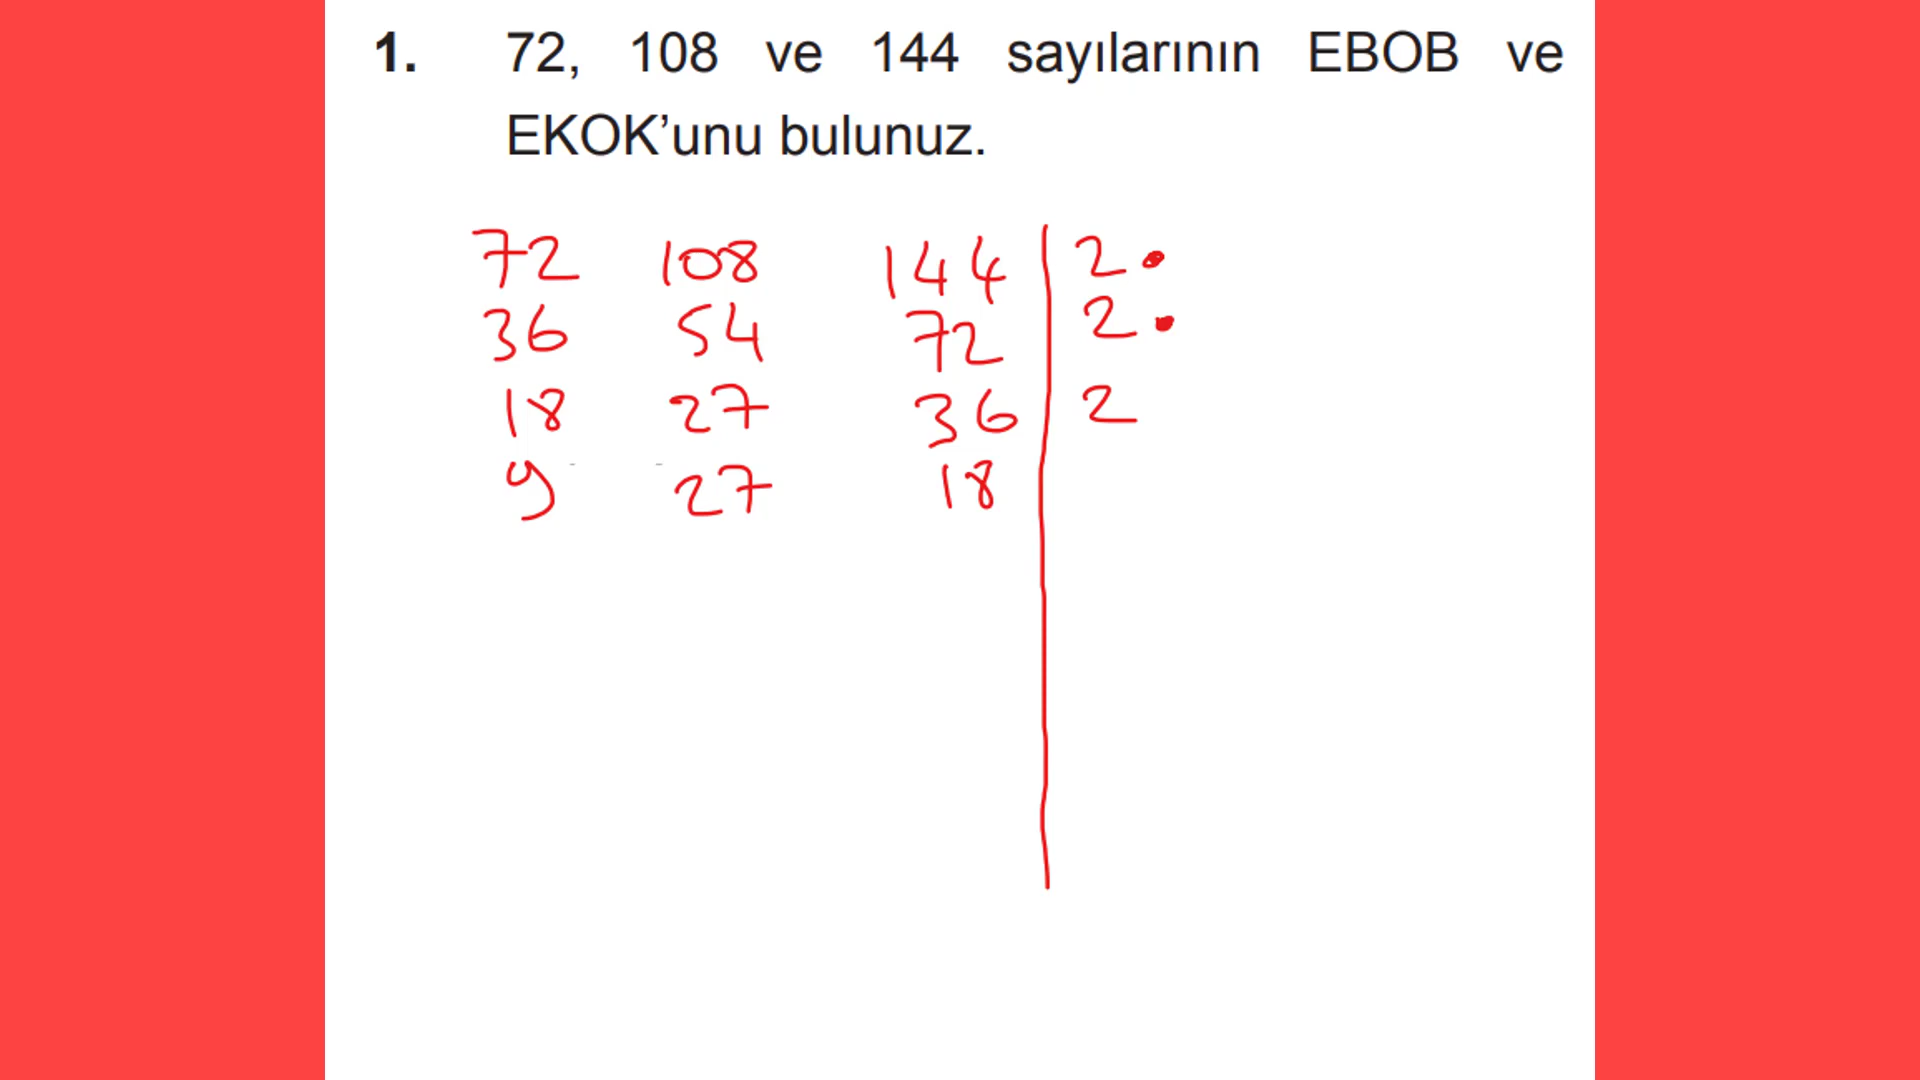 1. 72, 108 ve 144 sayılarının EBOB ve
EKOK’unu bulunuz.
72 108 144 | 2 •
36 54 72 | 2 •
18 27 36 | 2
9 27 18 |